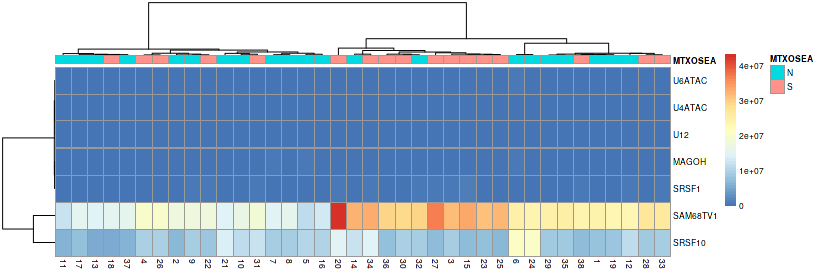 MTXOSEA
4e+07
3e+07
2e+07
1e+07
0
MTXOSEA
N
S
U6ATAC
U4ATAC
U12
MAGOH
SRSF1
SAM68TV1
SRSF10
11 17 13 18 37 4 26 2 9 22 21 10 31 7 8 5 16 20 14 34 36 30 32 27 3 15 23 25 6 24 29 35 38 1 19 12 28 33